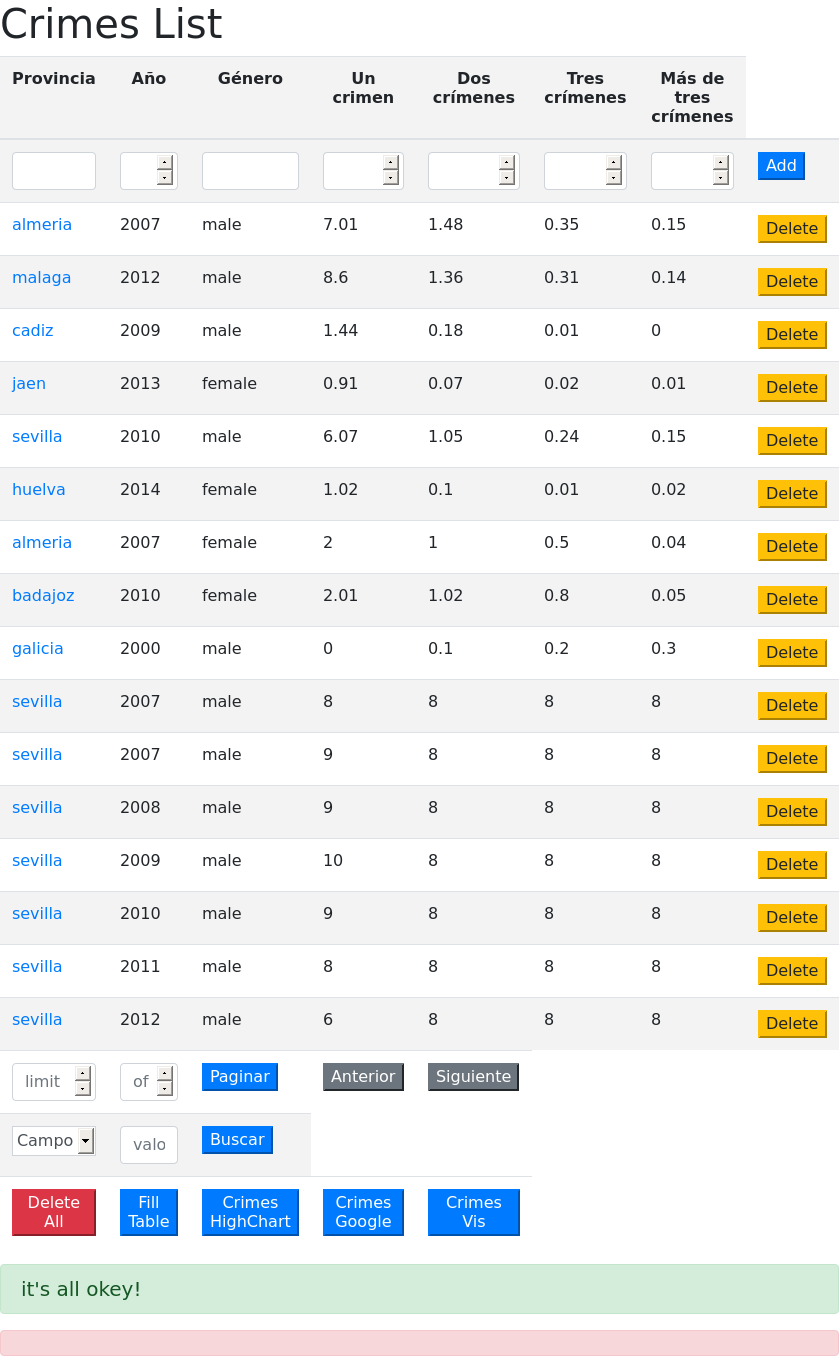 Crimes List
Provincia Año Género Un crimen Dos crímenes Tres crímenes Más de tres crímenes
Add
almeria 2007 male 7.01 1.48 0.35 0.15 Delete
malaga 2012 male 8.6 1.36 0.31 0.14 Delete
cadiz 2009 male 1.44 0.18 0.01 0 Delete
jaen 2013 female 0.91 0.07 0.02 0.01 Delete
sevilla 2010 male 6.07 1.05 0.24 0.15 Delete
huelva 2014 female 1.02 0.1 0.01 0.02 Delete
almeria 2007 female 2 1 0.5 0.04 Delete
badajoz 2010 female 2.01 1.02 0.8 0.05 Delete
galicia 2000 male 0 0.1 0.2 0.3 Delete
sevilla 2007 male 8 8 8 8 Delete
sevilla 2007 male 9 8 8 8 Delete
sevilla 2008 male 9 8 8 8 Delete
sevilla 2009 male 10 8 8 8 Delete
sevilla 2010 male 9 8 8 8 Delete
sevilla 2011 male 8 8 8 8 Delete
sevilla 2012 male 6 8 8 8 Delete
limit of Paginar Anterior Siguiente
Campo valo Buscar
Delete All Fill Table Crimes HighChart Crimes Google Crimes Vis
it's all okey!